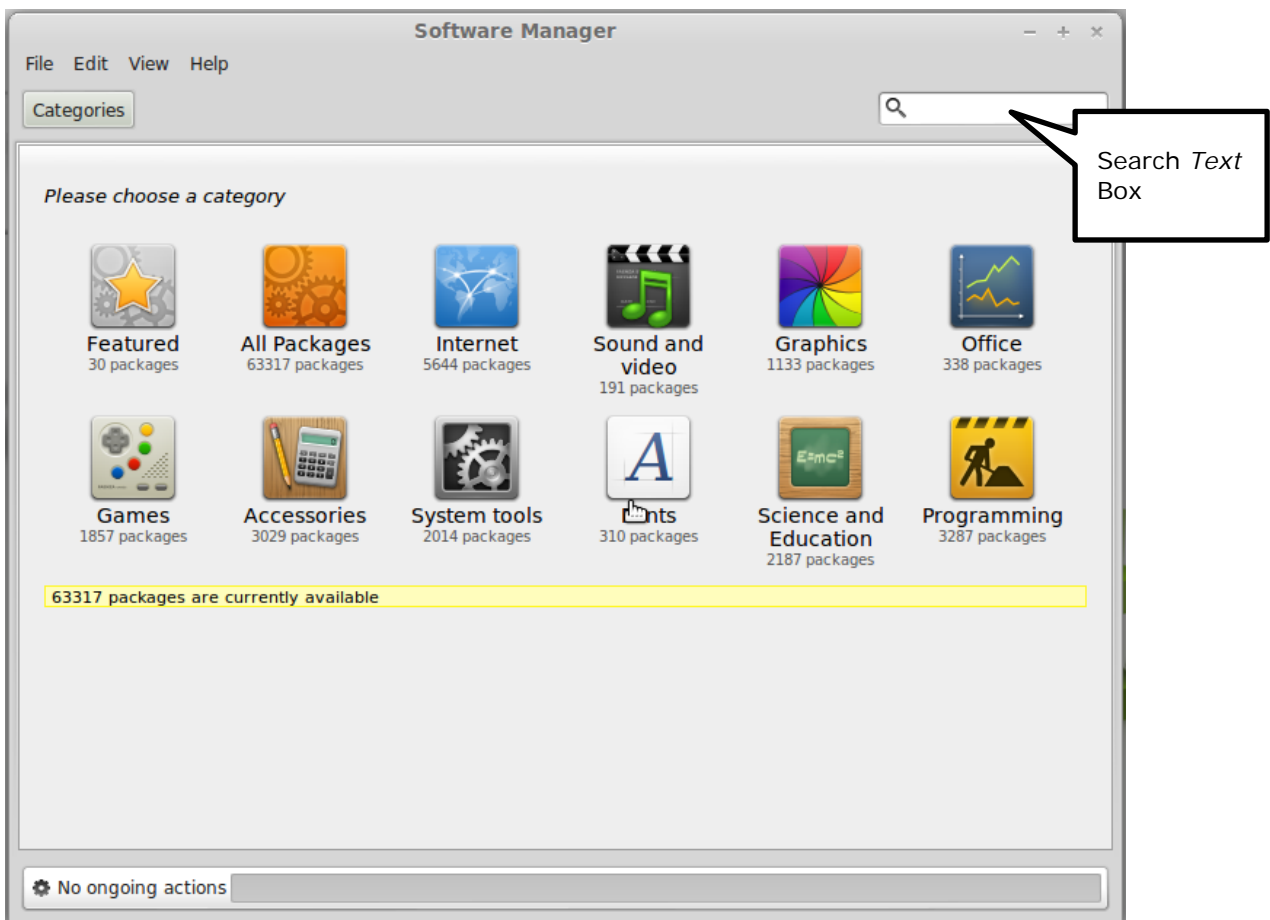 Software Manager
File Edit View Help
Categories
Search Text
Box
Please choose a category
Featured
30 packages
All Packages
63317 packages
Internet
5644 packages
Sound and
video
191 packages
Graphics
1133 packages
Office
338 packages
Games
1857 packages
Accessories
3029 packages
System tools
2014 packages
Fonts
310 packages
E=mc²
Science and
Education
2187 packages
Programming
3287 packages
63317 packages are currently available
No ongoing actions